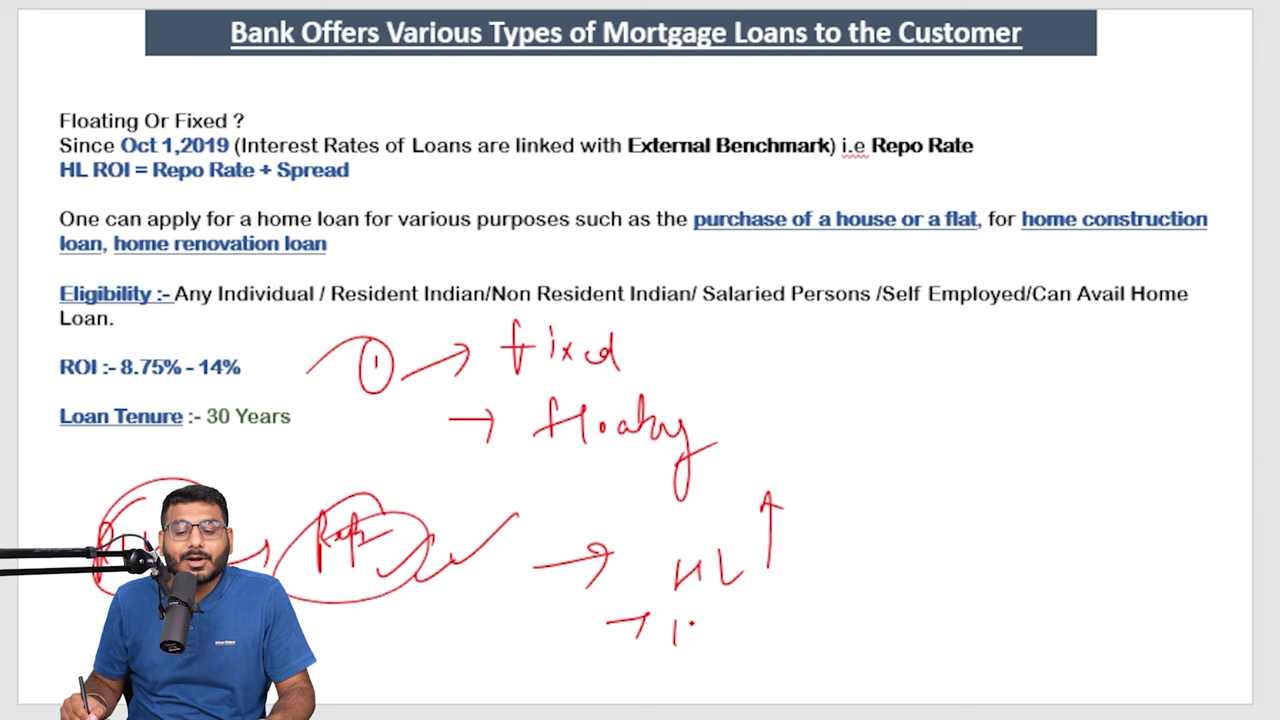 Bank Offers Various Types of Mortgage Loans to the Customer
Floating Or Fixed ?
Since Oct 1,2019 (Interest Rates of Loans are linked with External Benchmark) i.e Repo Rate
HL ROI = Repo Rate + Spread
One can apply for a home loan for various purposes such as the purchase of a house or a flat, for home construction
loan, home renovation loan
Eligibility :- Any Individual / Resident Indian/Non Resident Indian/ Salaried Persons /Self Employed/Can Avail Home
Loan.
ROI :- 8.75% - 14%
Loan Tenure :- 30 Years
① → fixed
→ floating
→ HL ↑